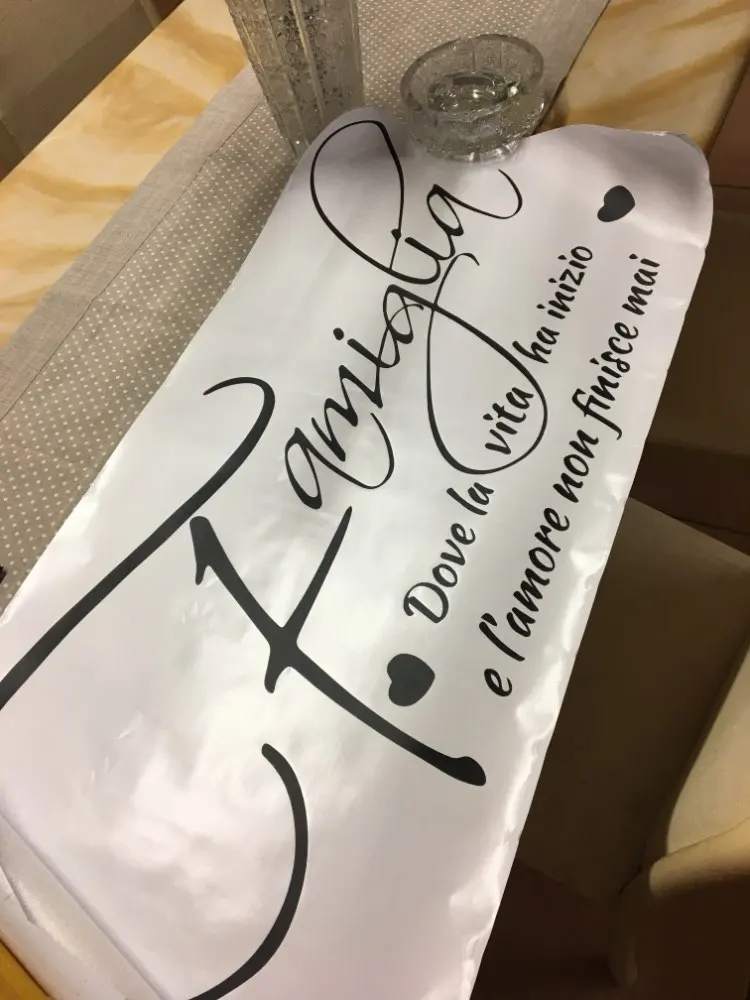 Famiglia
Dove la vita ha inizio
e l'amore non finisce mai